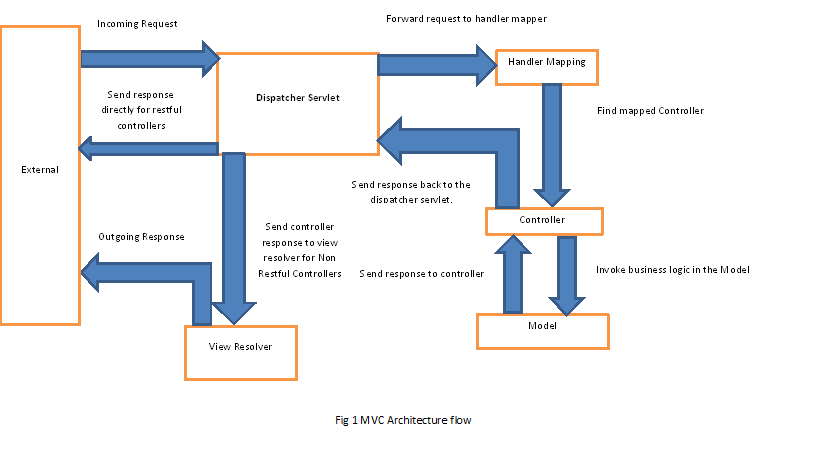 Forward request to handler mapper
Incoming Request
Handler Mapping
Dispatcher Servlet
Send response
directly for restful
controllers
Find mapped Controller
External
Send response back to the
dispatcher servlet.
Controller
Outgoing Response
Send controller
response to view
resolver for Non
Restful Controllers
Send response to controller
Invoke business logic in the Model
Model
View Resolver
Fig 1 MVC Architecture flow